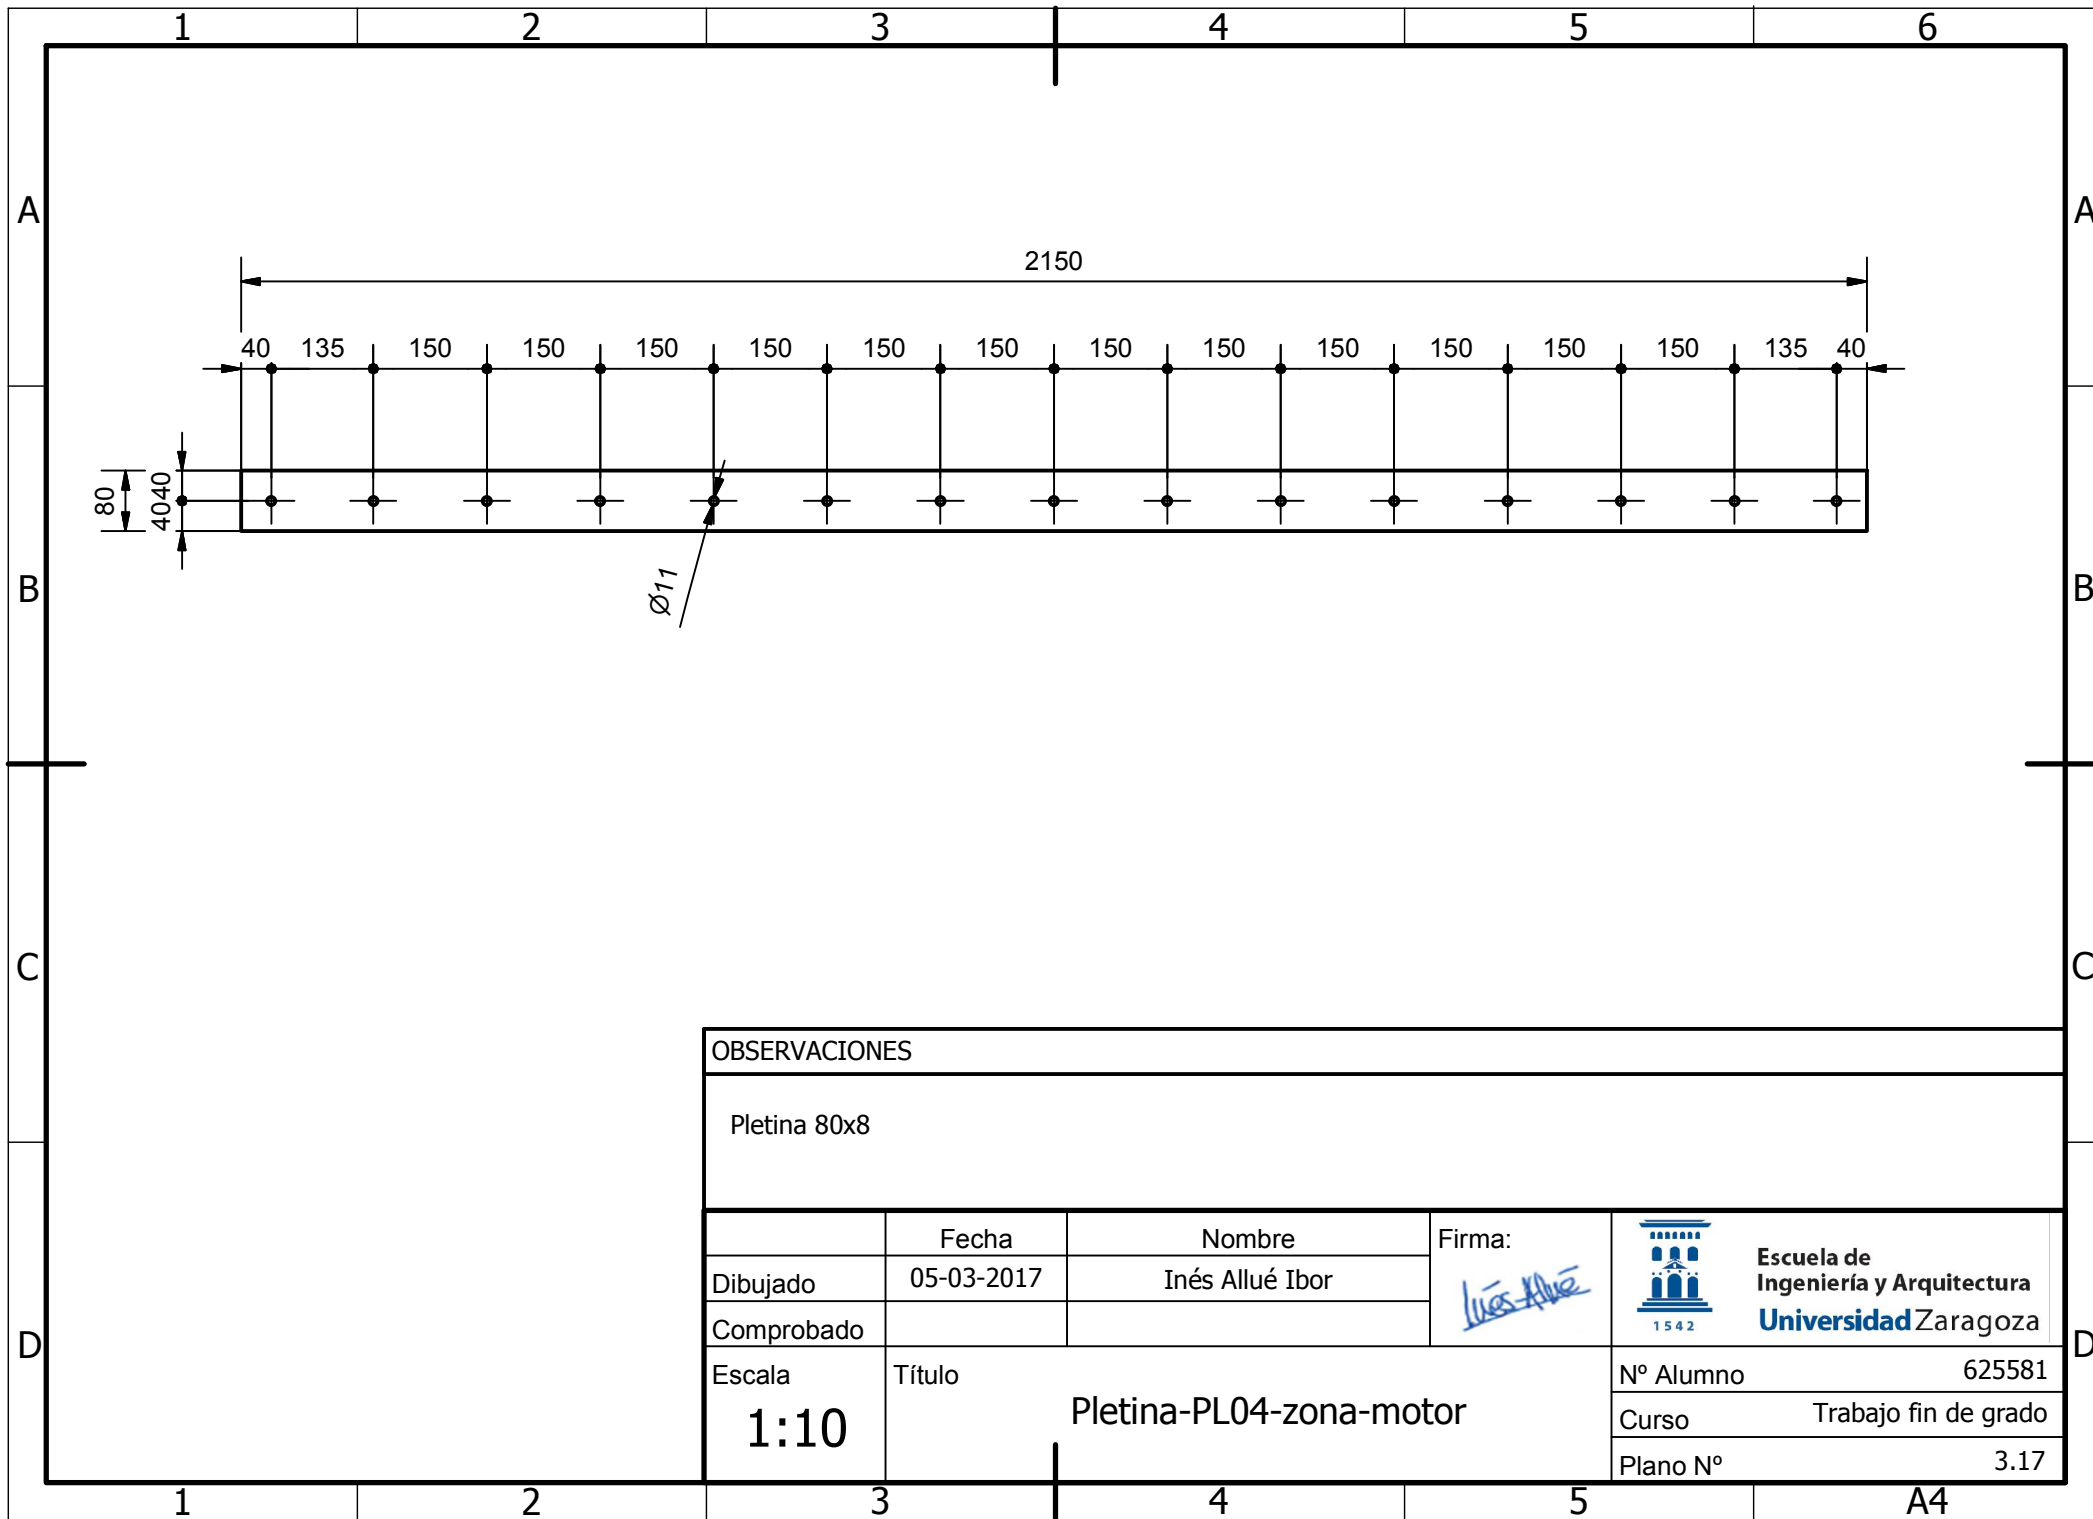 1 2 3 4 5 6
A A
2150
40 135 150 150 150 150 150 150 150 150 150 150 150 150 135 40
80 40 40
Ø11
B B
C C
OBSERVACIONES
Pletina 80x8
Fecha Nombre Firma:
Dibujado 05-03-2017 Inés Allué Ibor
Inés Allué
Comprobado
1542
Escuela de
Ingeniería y Arquitectura
Universidad Zaragoza
D D
Escala Título
1:10 Pletina-PL04-zona-motor
Nº Alumno 625581
Curso Trabajo fin de grado
Plano Nº 3.17
1 2 3 4 5 A4